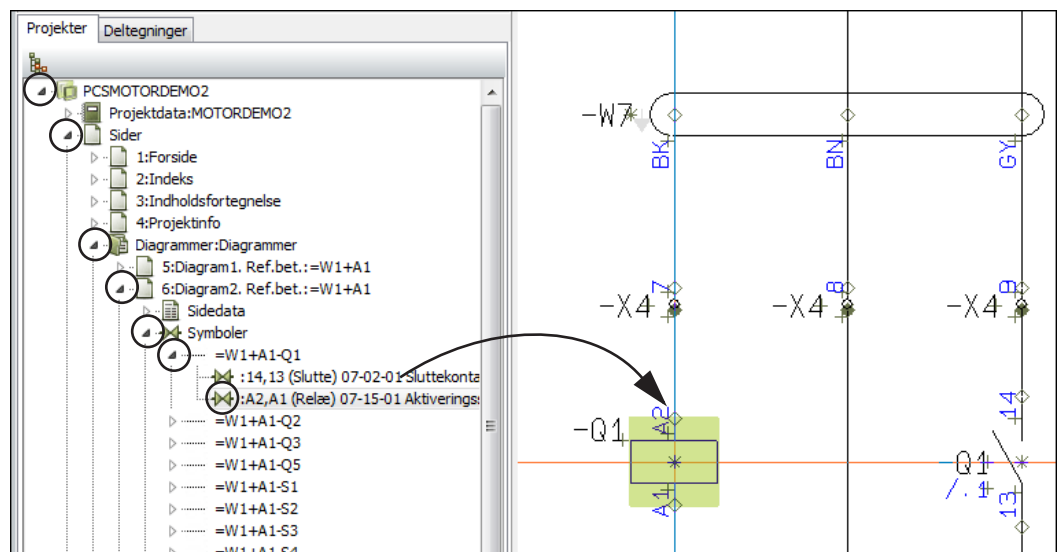 Projekter Deltegninger
PCSMOTORDEMO2
Projektdata:MOTORDEMO2
Sider
1:Forside
2:Indeks
3:Indholdsfortegnelse
4:Projektinfo
Diagrammer:Diagrammer
5:Diagram1. Ref.bet.:=W1+A1
6:Diagram2. Ref.bet.:=W1+A1
Sidedata
Symboler
=W1+A1-Q1
:14,13 (Slutte) 07-02-01 Sluttekonta
:A2,A1 (Relæ) 07-15-01 Aktiverings
=W1+A1-Q2
=W1+A1-Q3
=W1+A1-Q5
=W1+A1-S1
=W1+A1-S2
=W1+A1-S3
=W1+A1-S4
-W7
BK BN GY
7 8 9
-X4 -X4 -X4
A2 14
-Q1 -Q1
/.1
A1 13